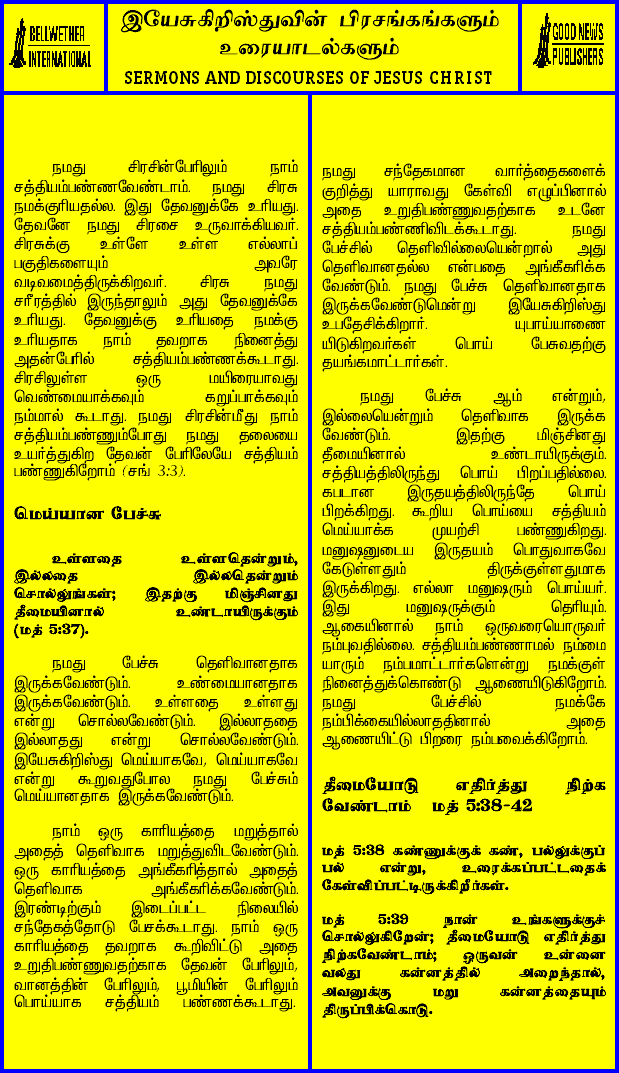 BELLWETHER
INTERNATIONAL
இயேசுகிறிஸ்துவின் பிரசங்கங்களும்
உரையாடல்களும்
SERMONS AND DISCOURSES OF JESUS CHRIST
GOOD NEWS
PUBLISHERS
நமது சிரசின்பேரிலும் நாம்
சத்தியம்பண்ணவேண்டாம். நமது சிரசு
நமக்குரியதல்ல. இது தேவனுக்கே உரியது.
தேவனே நமது சிரசை உருவாக்கியவர்.
சிரசுக்கு உள்ளே உள்ள எல்லாப்
பகுதிகளையும் அவரே
வடிவமைத்திருக்கிறவர். சிரசு நமது
சரீரத்தில் இருந்தாலும் அது தேவனுக்கே
உரியது. தேவனுக்கு உரியதை நமக்கு
உரியதாக நாம் தவறாக நினைத்து
அதன்பேரில் சத்தியம்பண்ணக்கூடாது.
சிரசிலுள்ள ஒரு மயிரையாவது
வெண்மையாக்கவும் கறுப்பாக்கவும்
நம்மால் கூடாது. நமது சிரசின்மீது நாம்
சத்தியம்பண்ணும்போது நமது தலையை
உயர்த்துகிற தேவன் பேரிலேயே சத்தியம்
பண்ணுகிறோம் (சங் 3:3).
மெய்யான பேச்சு
உள்ளதை உள்ளதென்றும்,
இல்லதை இல்லதென்றும்
சொல்லுங்கள்; இதற்கு மிஞ்சினது
தீமையினால் உண்டாயிருக்கும்
(மத் 5:37).
நமது பேச்சு தெளிவானதாக
இருக்கவேண்டும். உண்மையானதாக
இருக்கவேண்டும். உள்ளதை உள்ளது
என்று சொல்லவேண்டும். இல்லாததை
இல்லாதது என்று சொல்லவேண்டும்.
இயேசுகிறிஸ்து மெய்யாகவே, மெய்யாகவே
என்று கூறுவதுபோல நமது பேச்சும்
மெய்யானதாக இருக்கவேண்டும்.
நாம் ஒரு காரியத்தை மறுத்தால்
அதைத் தெளிவாக மறுத்துவிடவேண்டும்.
ஒரு காரியத்தை அங்கீகரித்தால் அதைத்
தெளிவாக அங்கீகரிக்கவேண்டும்.
இரண்டிற்கும் இடைப்பட்ட நிலையில்
சந்தேகத்தோடு பேசக்கூடாது. நாம் ஒரு
காரியத்தை தவறாக கூறிவிட்டு அதை
உறுதிபண்ணுவதற்காக தேவன் பேரிலும்,
வானத்தின் பேரிலும், பூமியின் பேரிலும்
பொய்யாக சத்தியம் பண்ணக்கூடாது.
நமது சந்தேகமான வார்த்தைகளைக்
குறித்து யாராவது கேள்வி எழுப்பினால்
அதை உறுதிபண்ணுவதற்காக உடனே
சத்தியம்பண்ணிவிடக்கூடாது. நமது
பேச்சில் தெளிவில்லையென்றால் அது
தெளிவானதல்ல என்பதை அங்கீகரிக்க
வேண்டும். நமது பேச்சு தெளிவானதாக
இருக்கவேண்டுமென்று இயேசுகிறிஸ்து
உபதேசிக்கிறார். யுபாய்யாணை
யிடுகிறவர்கள் பொய் பேசுவதற்கு
தயங்கமாட்டார்கள்.
நமது பேச்சு ஆம் என்றும்,
இல்லையென்றும் தெளிவாக இருக்க
வேண்டும். இதற்கு மிஞ்சினது
தீமையினால் உண்டாயிருக்கும்.
சத்தியத்திலிருந்து பொய் பிறப்பதில்லை.
கபடான இருதயத்திலிருந்தே பொய்
பிறக்கிறது. கூறிய பொய்யை சத்தியம்
மெய்யாக்க முயற்சி பண்ணுகிறது.
மனுஷனுடைய இருதயம் பொதுவாகவே
கேடுள்ளதும் திருக்குள்ளதுமாக
இருக்கிறது. எல்லா மனுஷரும் பொய்யர்.
இது மனுஷருக்கும் தெரியும்.
ஆகையினால் நாம் ஒருவரையொருவர்
நம்புவதில்லை. சத்தியம்பண்ணாமல் நம்மை
யாரும் நம்பமாட்டார்களென்று நமக்குள்
நினைத்துக்கொண்டு ஆணையிடுகிறோம்.
நமது பேச்சில் நமக்கே
நம்பிக்கையில்லாததினால் அதை
ஆணையிட்டு பிறரை நம்பவைக்கிறோம்.
தீமையோடு எதிர்த்து நிற்க
வேண்டாம் மத் 5:38-42
மத் 5:38 கண்ணுக்குக் கண், பல்லுக்குப்
பல் என்று, உரைக்கப்பட்டதைக்
கேள்விப்பட்டிருக்கிறீர்கள்.
மத் 5:39 நான் உங்களுக்குச்
சொல்லுகிறேன்; தீமையோடு எதிர்த்து
நிற்கவேண்டாம்; ஒருவன் உன்னை
வலது கன்னத்தில் அறைந்தால்,
அவனுக்கு மறு கன்னத்தையும்
திருப்பிக்கொடு.